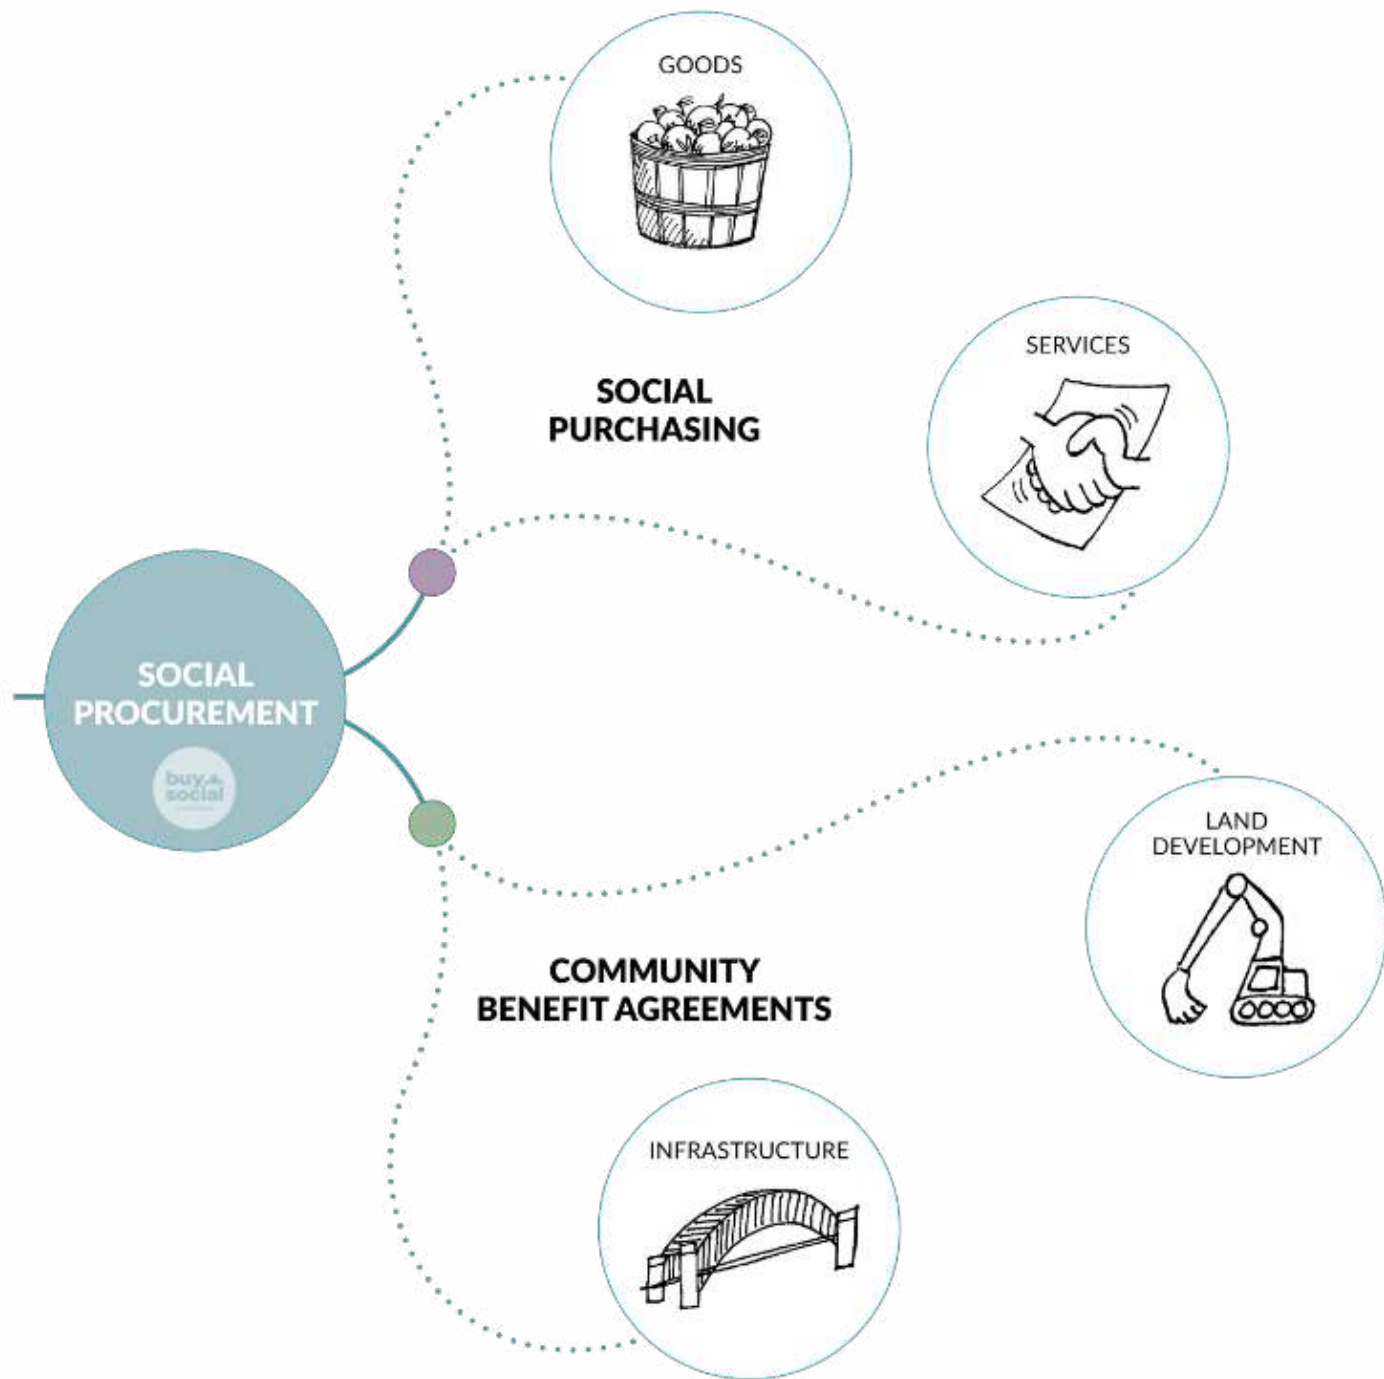 GOODS
SERVICES
SOCIAL
PURCHASING
SOCIAL
PROCUREMENT
buy
social
LAND
DEVELOPMENT
COMMUNITY
BENEFIT AGREEMENTS
INFRASTRUCTURE